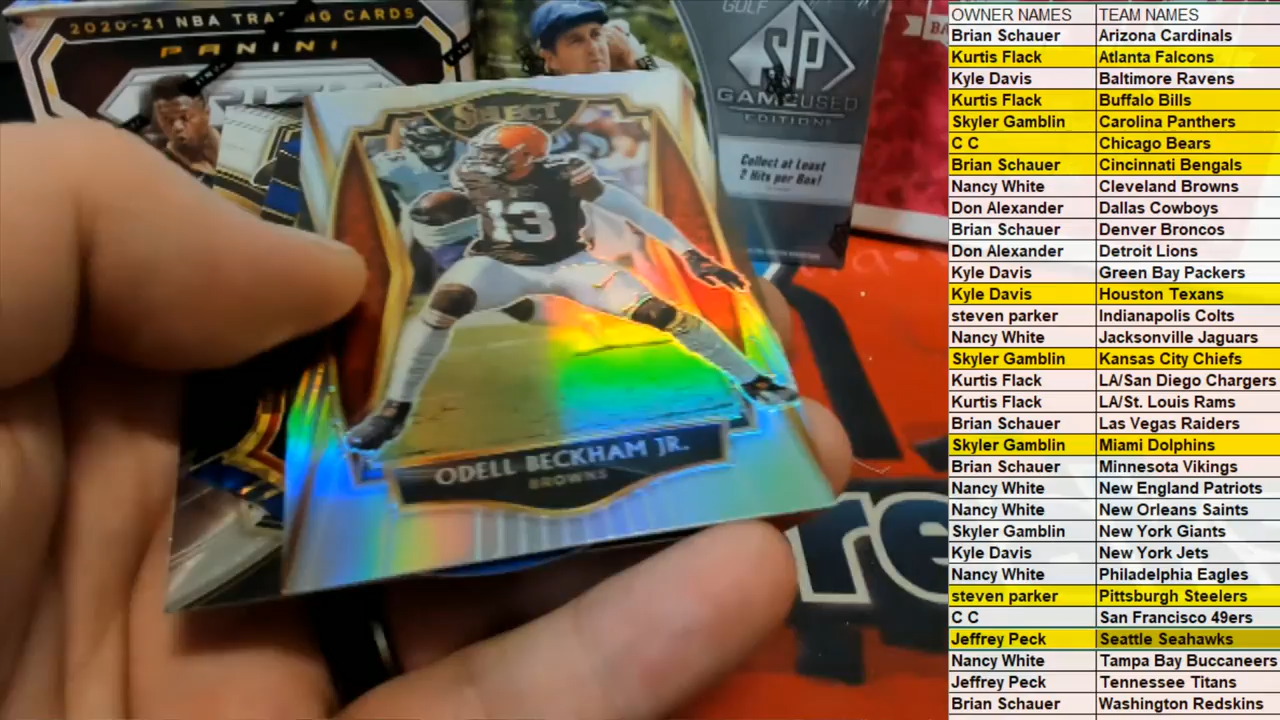 2020-21 NBA TRADING CARDS
PANINI
GOLF
SP
GAME USED
EDITION
Collect at Least
2 Hits per Box!
BA
SELECT
13
ODELL BECKHAM JR.
BROWNS
re
OWNER NAMES TEAM NAMES
Brian Schauer Arizona Cardinals
Kurtis Flack Atlanta Falcons
Kyle Davis Baltimore Ravens
Kurtis Flack Buffalo Bills
Skyler Gamblin Carolina Panthers
C C Chicago Bears
Brian Schauer Cincinnati Bengals
Nancy White Cleveland Browns
Don Alexander Dallas Cowboys
Brian Schauer Denver Broncos
Don Alexander Detroit Lions
Kyle Davis Green Bay Packers
Kyle Davis Houston Texans
steven parker Indianapolis Colts
Nancy White Jacksonville Jaguars
Skyler Gamblin Kansas City Chiefs
Kurtis Flack LA/San Diego Chargers
Kurtis Flack LA/St. Louis Rams
Brian Schauer Las Vegas Raiders
Skyler Gamblin Miami Dolphins
Brian Schauer Minnesota Vikings
Nancy White New England Patriots
Nancy White New Orleans Saints
Skyler Gamblin New York Giants
Kyle Davis New York Jets
Nancy White Philadelphia Eagles
steven parker Pittsburgh Steelers
C C San Francisco 49ers
Jeffrey Peck Seattle Seahawks
Nancy White Tampa Bay Buccaneers
Jeffrey Peck Tennessee Titans
Brian Schauer Washington Redskins